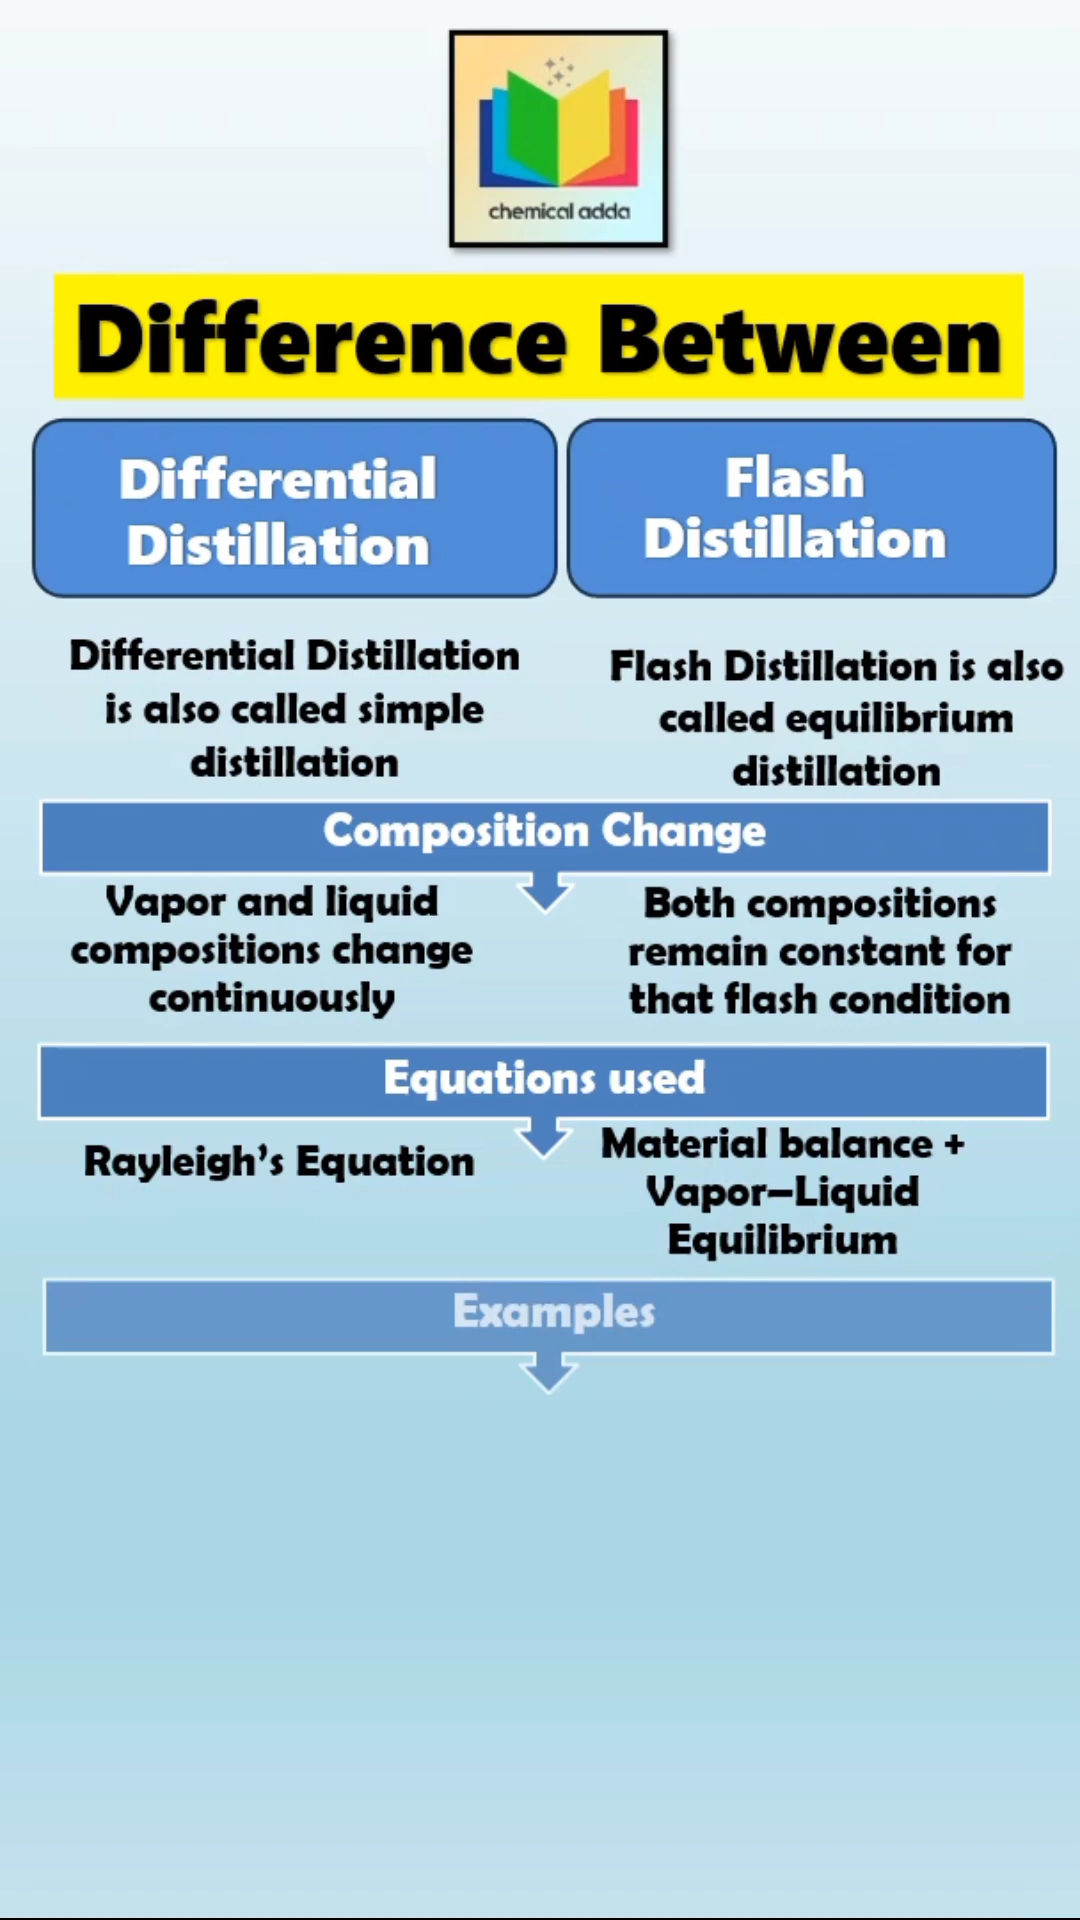 chemical adda
Difference Between
Differential
Distillation
Flash
Distillation
Differential Distillation
is also called simple
distillation
Flash Distillation is also
called equilibrium
distillation
Composition Change
Vapor and liquid
compositions change
continuously
Both compositions
remain constant for
that flash condition
Equations used
Rayleigh’s Equation
Material balance +
Vapor–Liquid
Equilibrium
Examples